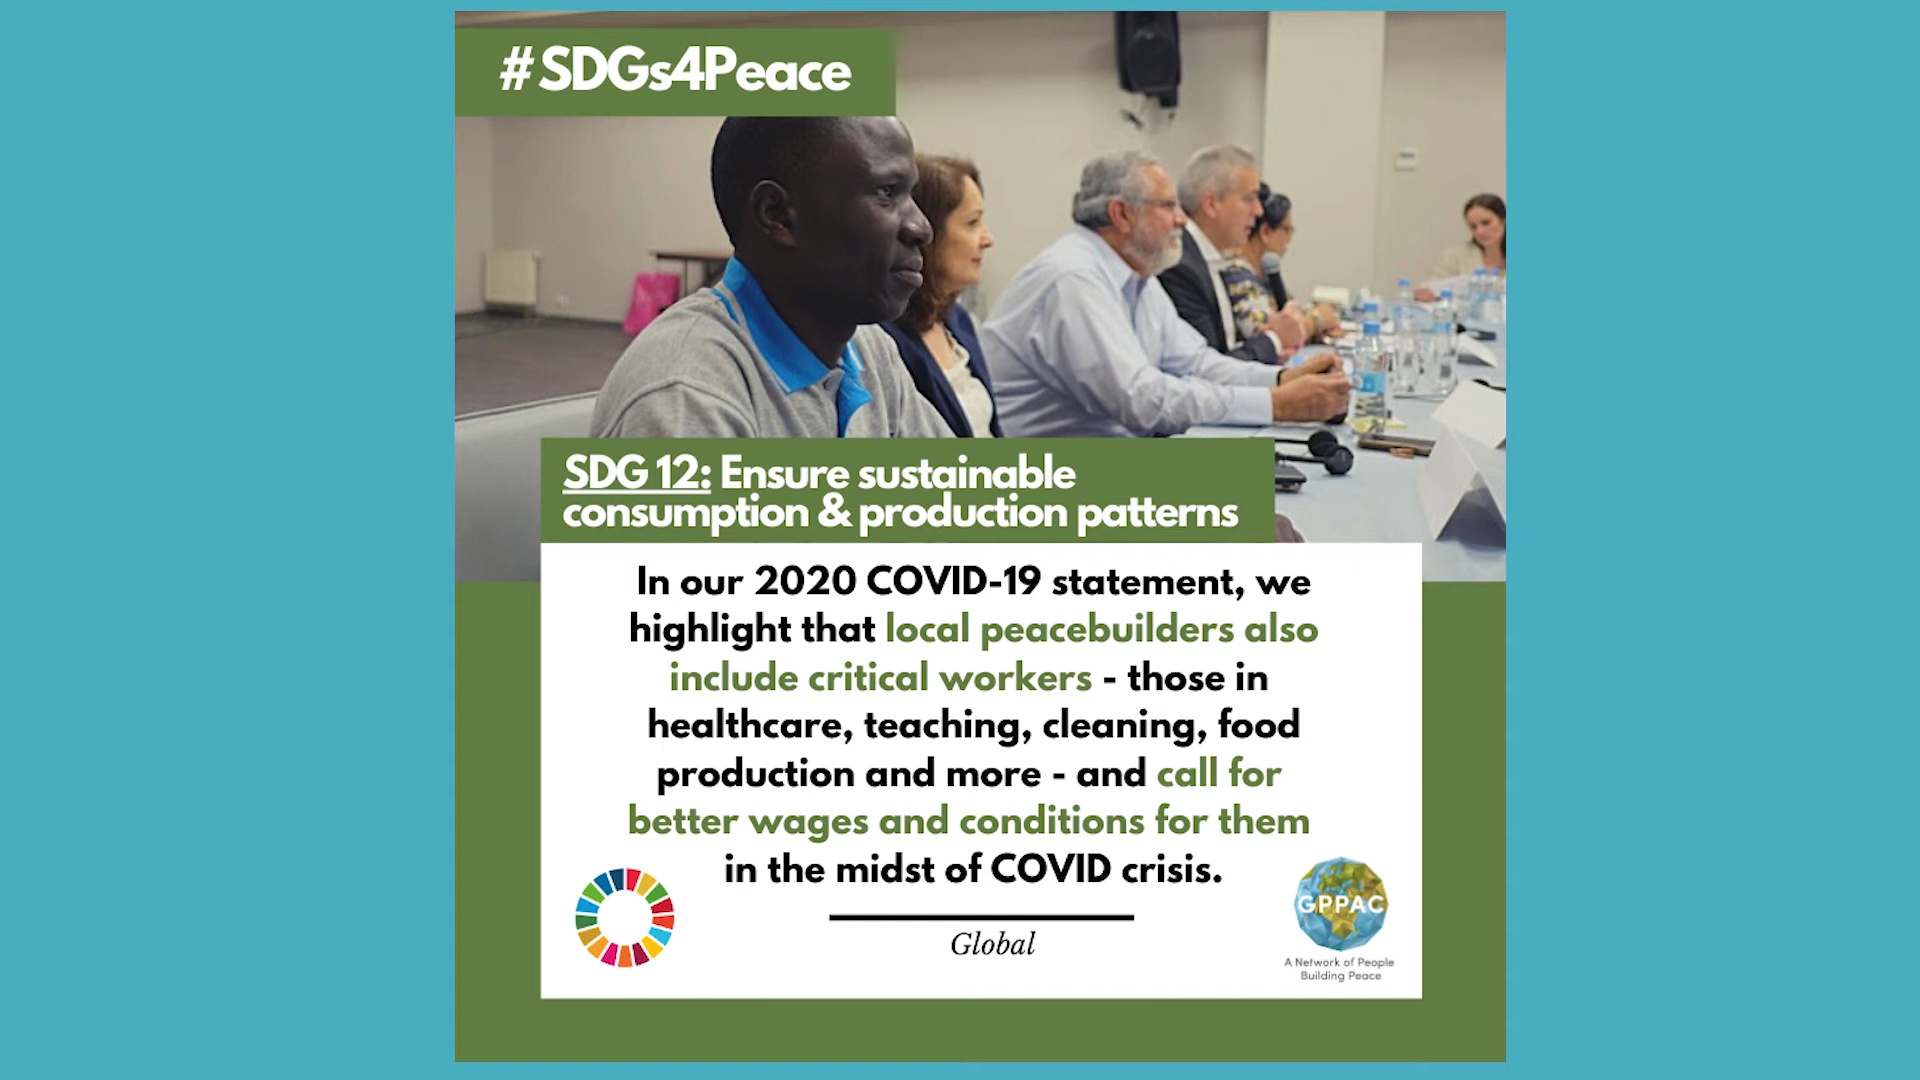 #SDGs4Peace
SDG 12: Ensure sustainable
consumption & production patterns
In our 2020 COVID-19 statement, we
highlight that local peacebuilders also
include critical workers - those in
healthcare, teaching, cleaning, food
production and more - and call for
better wages and conditions for them
in the midst of COVID crisis.
Global
GPPAC
A Network of People
Building Peace